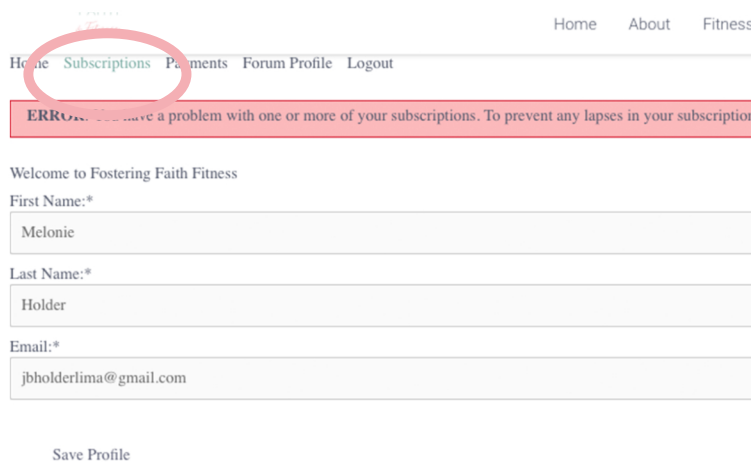 Home About Fitness
Home Subscriptions Payments Forum Profile Logout
have a problem with one or more of your subscriptions. To prevent any lapses in your subscription
Welcome to Fostering Faith Fitness
First Name:*
Melonie
Last Name:*
Holder
Email:*
jbholderlima@gmail.com
Save Profile